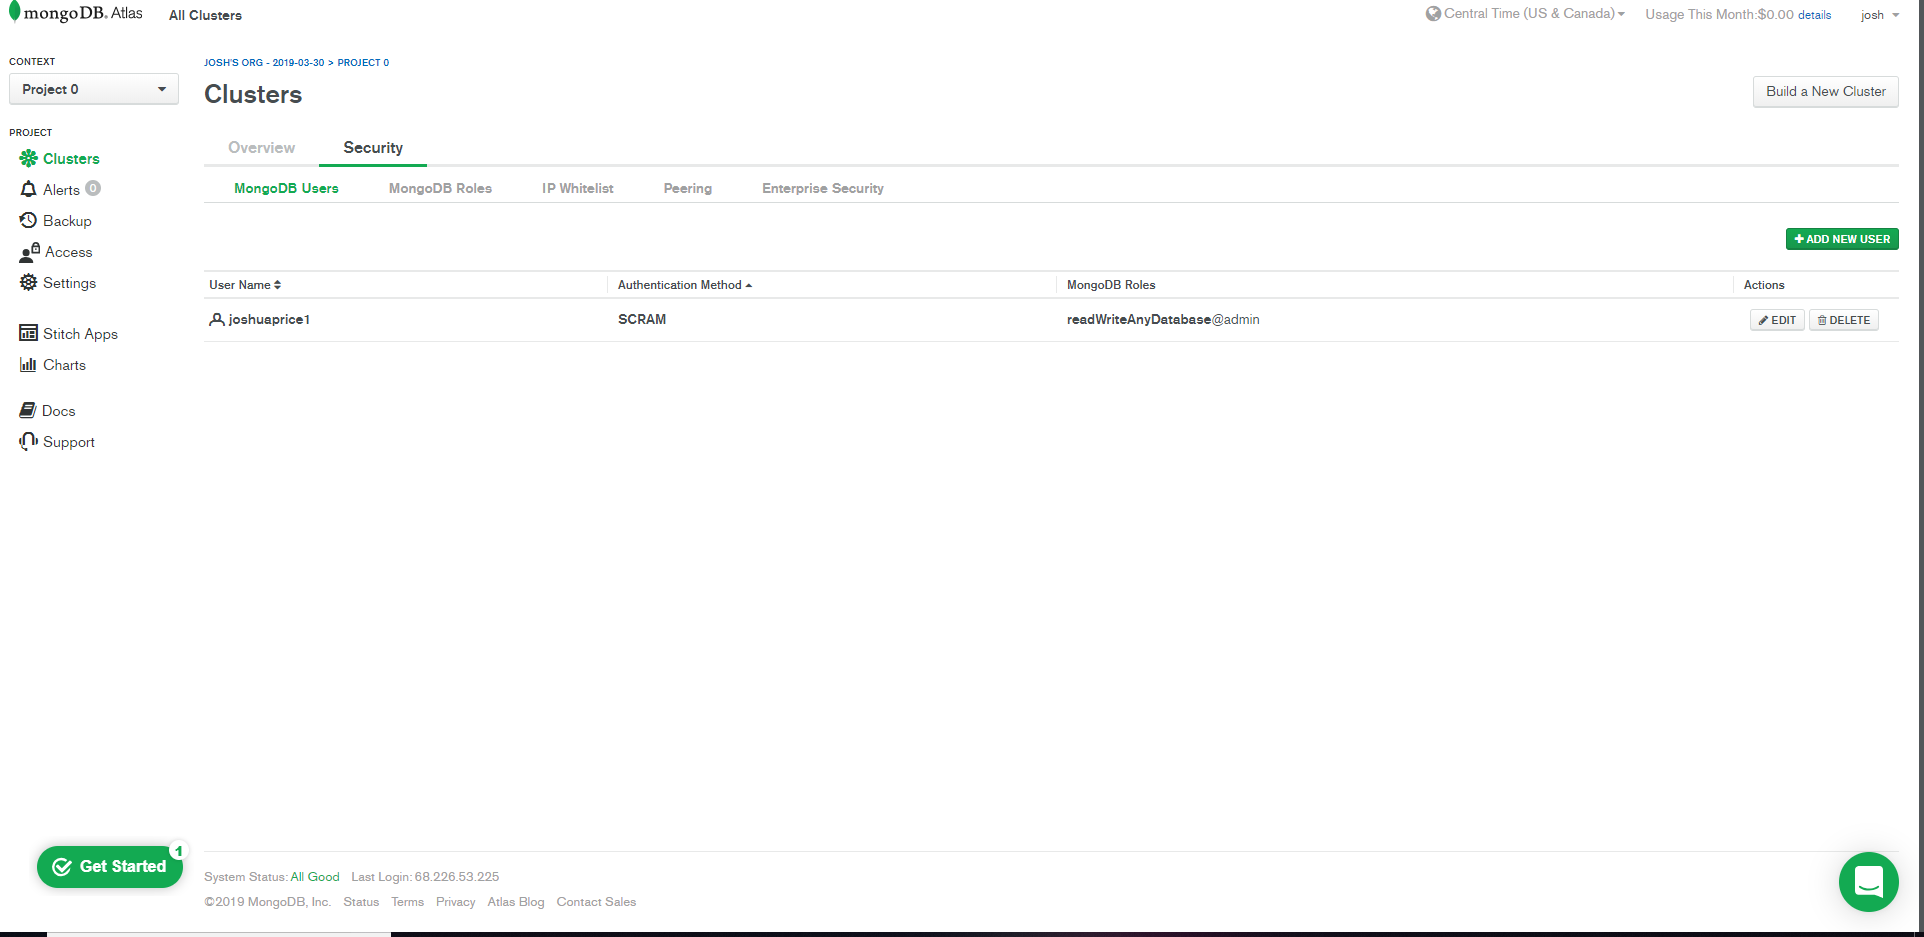 mongoDB. Atlas All Clusters Central Time (US & Canada) Usage This Month:$0.00 details josh
CONTEXT
Project 0
PROJECT
Clusters
Alerts 0
Backup
Access
Settings
Stitch Apps
Charts
Docs
Support
JOSH'S ORG - 2019-03-30 > PROJECT 0
Clusters
Build a New Cluster
Overview Security
MongoDB Users MongoDB Roles IP Whitelist Peering Enterprise Security
+ ADD NEW USER
User Name Authentication Method MongoDB Roles Actions
joshuaprice1 SCRAM readWriteAnyDatabase@admin EDIT DELETE
Get Started 1
System Status: All Good Last Login: 68.226.53.225
©2019 MongoDB, Inc. Status Terms Privacy Atlas Blog Contact Sales